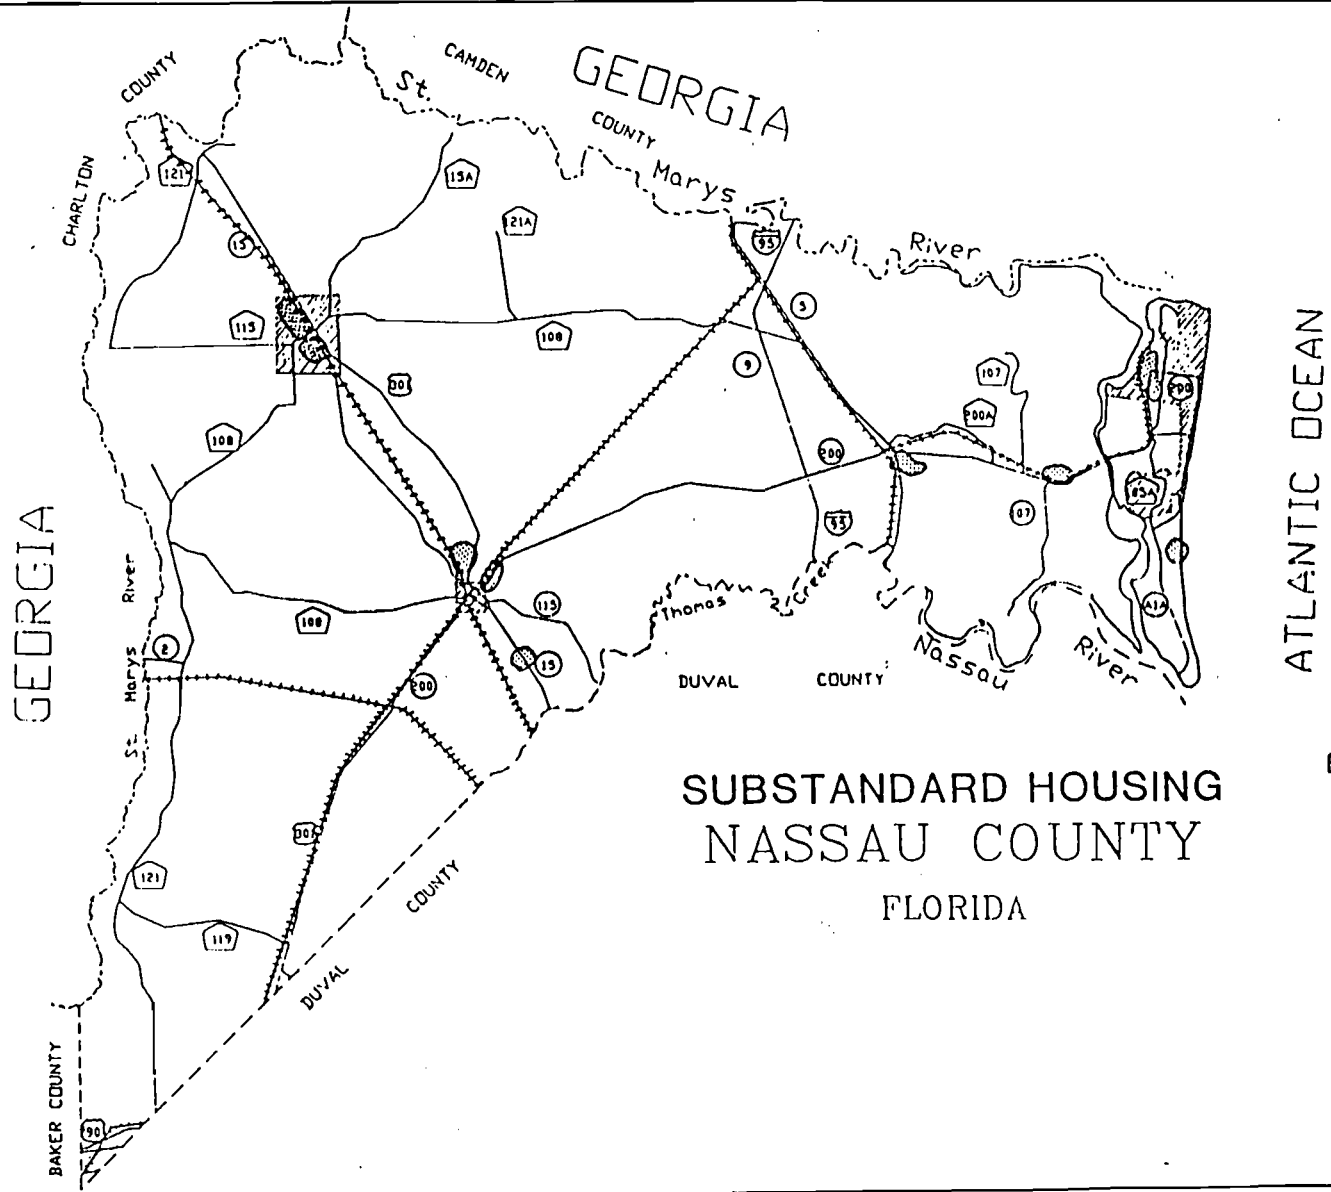 GEORGIA
CAMDEN
COUNTY
COUNTY
CHARLTON
St.
Marys
River
121
15A
121A
15
95
5
115
108
9
301
107
200A
200
108
200
95
107
85A
ATLANTIC OCEAN
GEORGIA
St. Marys River
2
108
115
15
A1A
200
Thomas Creek
Nassau
River
DUVAL COUNTY
SUBSTANDARD HOUSING
NASSAU COUNTY
FLORIDA
301
121
119
COUNTY
DUVAL
BAKER COUNTY
90